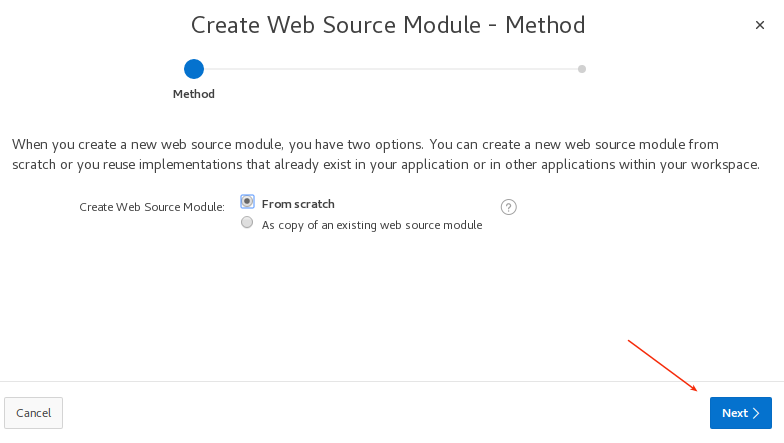 Create Web Source Module - Method
Method
When you create a new web source module, you have two options. You can create a new web source module from
scratch or you reuse implementations that already exist in your application or in other applications within your workspace.
Create Web Source Module:
From scratch
As copy of an existing web source module
?
Cancel
Next